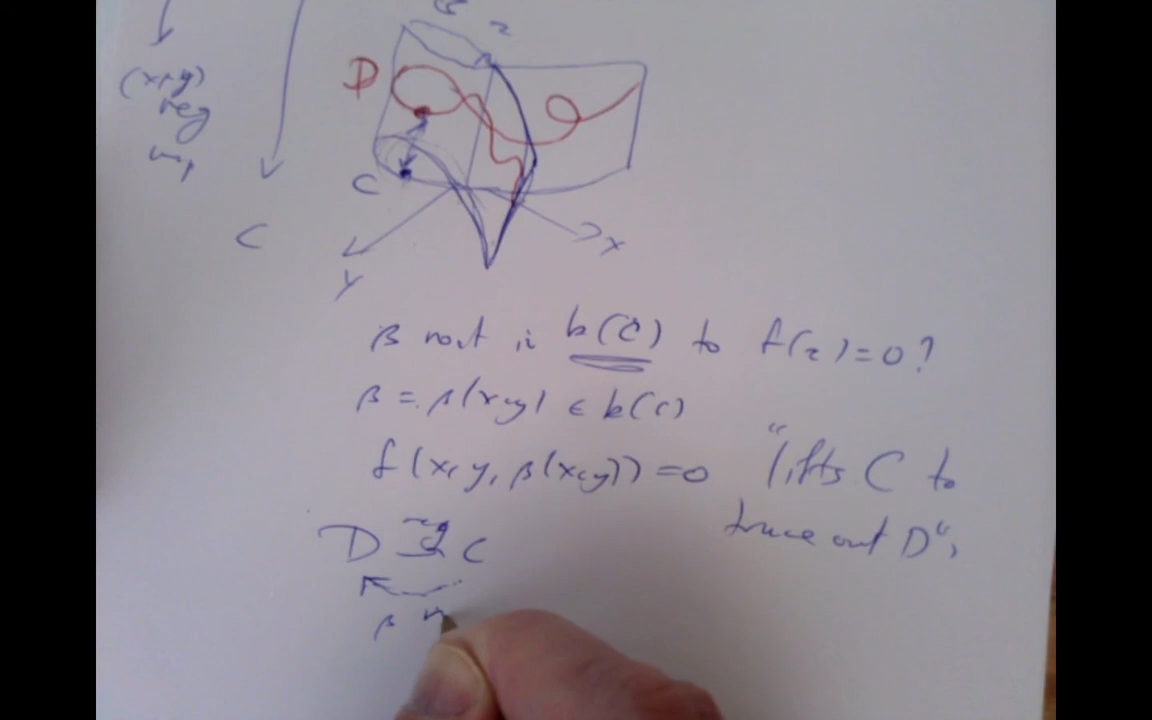 B
z
D
(x,y)
reg
C
x
C
y
β root in k(C) to f(z)=0?
β = β(x,y) ∈ k(C)
f(x,y, β(x,y)) = 0 "lifts C to
trace out D",
D C
β